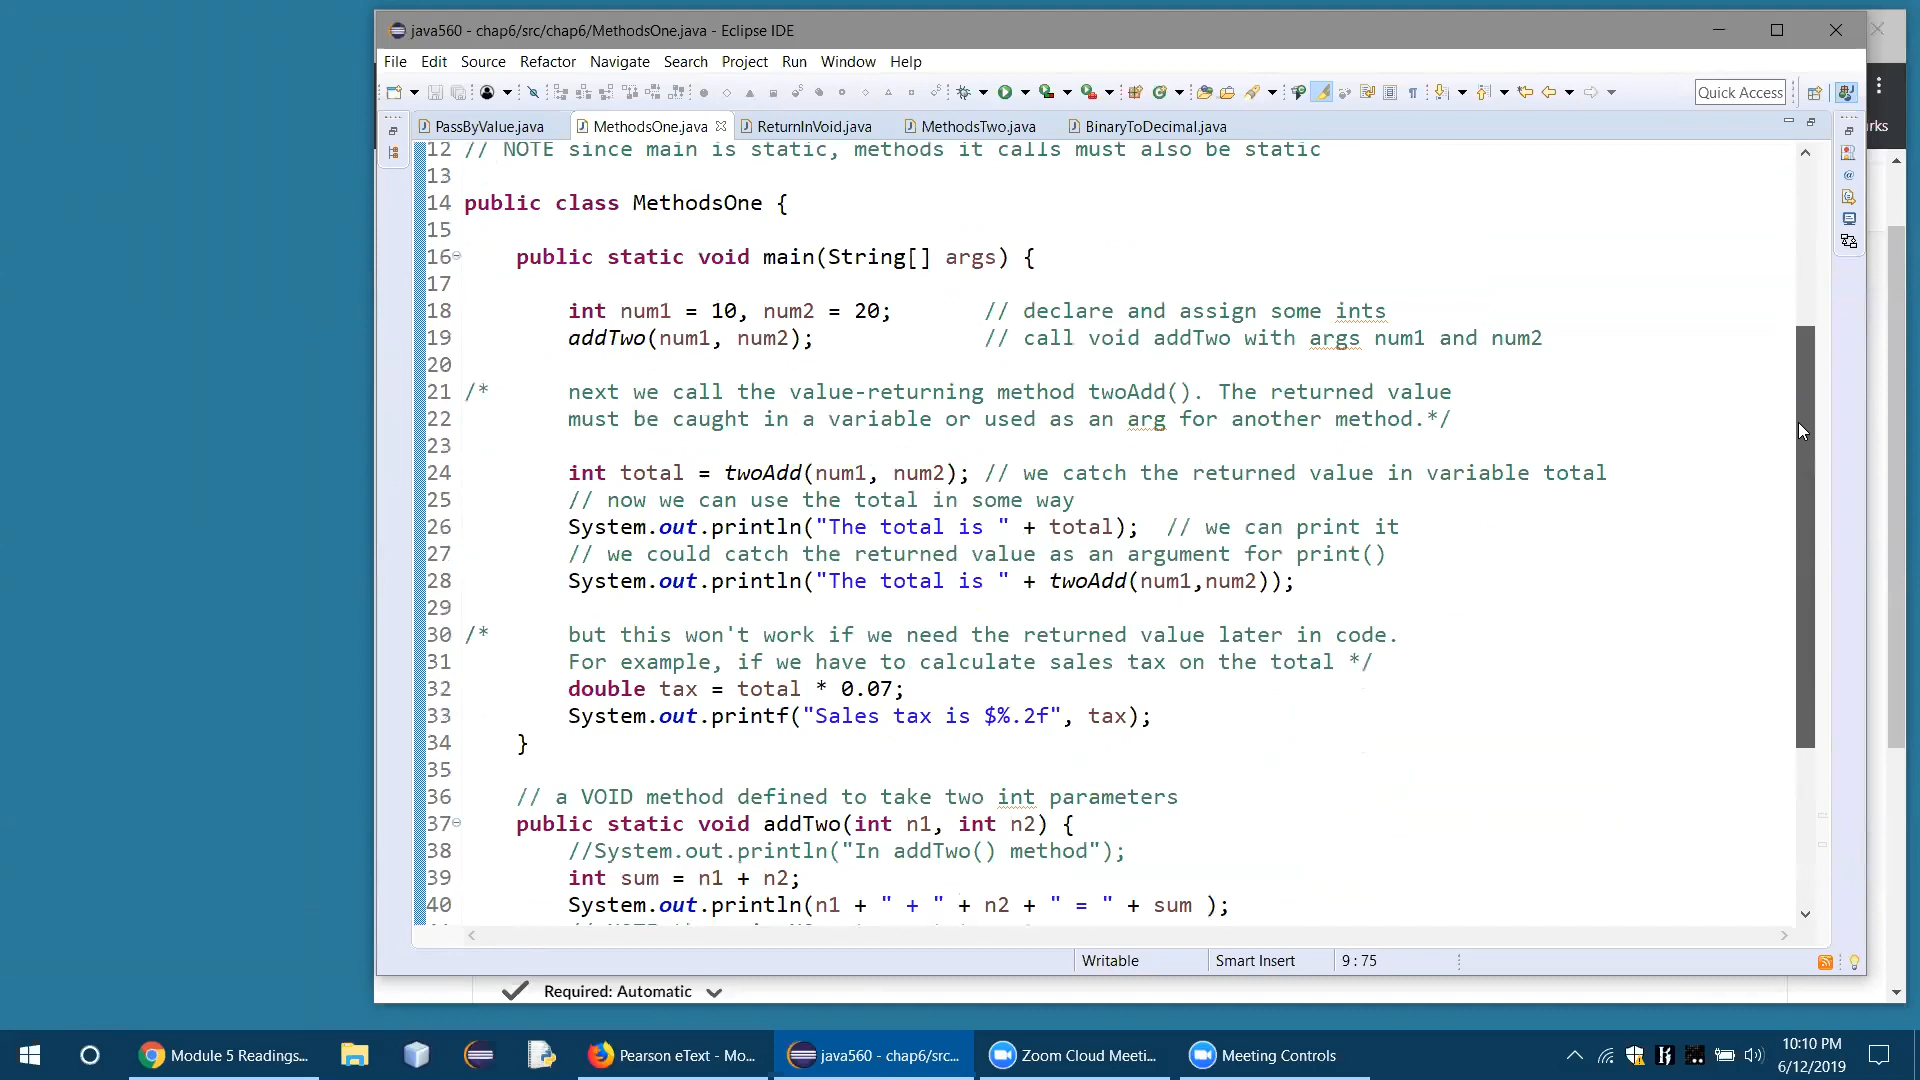 java560 - chap6/src/chap6/MethodsOne.java - Eclipse IDE
File Edit Source Refactor Navigate Search Project Run Window Help
Quick Access
PassByValue.java MethodsOne.java ReturnInVoid.java MethodsTwo.java BinaryToDecimal.java
rks
12 // NOTE since main is static, methods it calls must also be static
13
14 public class MethodsOne {
15
16 public static void main(String[] args) {
17
18 int num1 = 10, num2 = 20; // declare and assign some ints
19 addTwo(num1, num2); // call void addTwo with args num1 and num2
20
21 /* next we call the value-returning method twoAdd(). The returned value
22 must be caught in a variable or used as an arg for another method.*/
23
24 int total = twoAdd(num1, num2); // we catch the returned value in variable total
25 // now we can use the total in some way
26 System.out.println("The total is " + total); // we can print it
27 // we could catch the returned value as an argument for print()
28 System.out.println("The total is " + twoAdd(num1,num2));
29
30 /* but this won't work if we need the returned value later in code.
31 For example, if we have to calculate sales tax on the total */
32 double tax = total * 0.07;
33 System.out.printf("Sales tax is $%.2f", tax);
34 }
35
36 // a VOID method defined to take two int parameters
37 public static void addTwo(int n1, int n2) {
38 //System.out.println("In addTwo() method");
39 int sum = n1 + n2;
40 System.out.println(n1 + " + " + n2 + " = " + sum );
Writable Smart Insert 9 : 75
Required: Automatic
Module 5 Readings... Pearson eText - Mo... java560 - chap6/src... Zoom Cloud Meeti... Meeting Controls
10:10 PM
6/12/2019